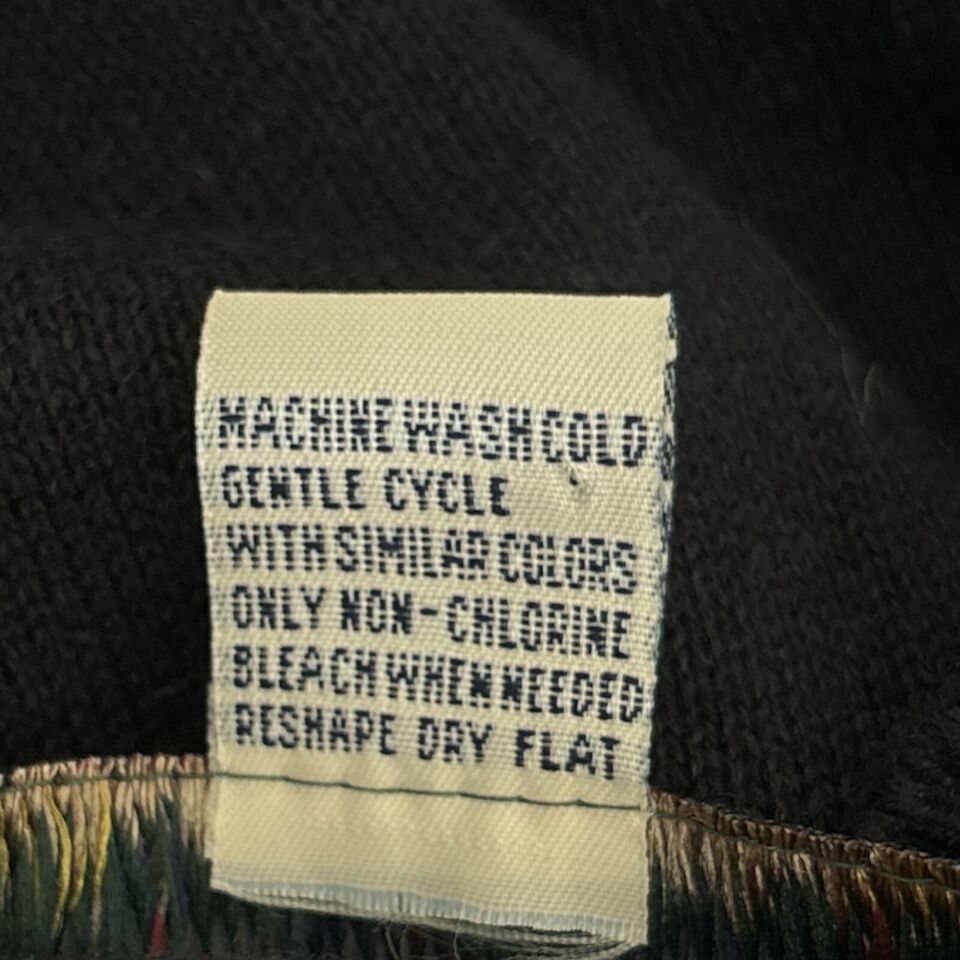 MACHINE WASH COLD
GENTLE CYCLE
WITH SIMILAR COLORS
ONLY NON-CHLORINE
BLEACH WHEN NEEDED
RESHAPE DRY FLAT